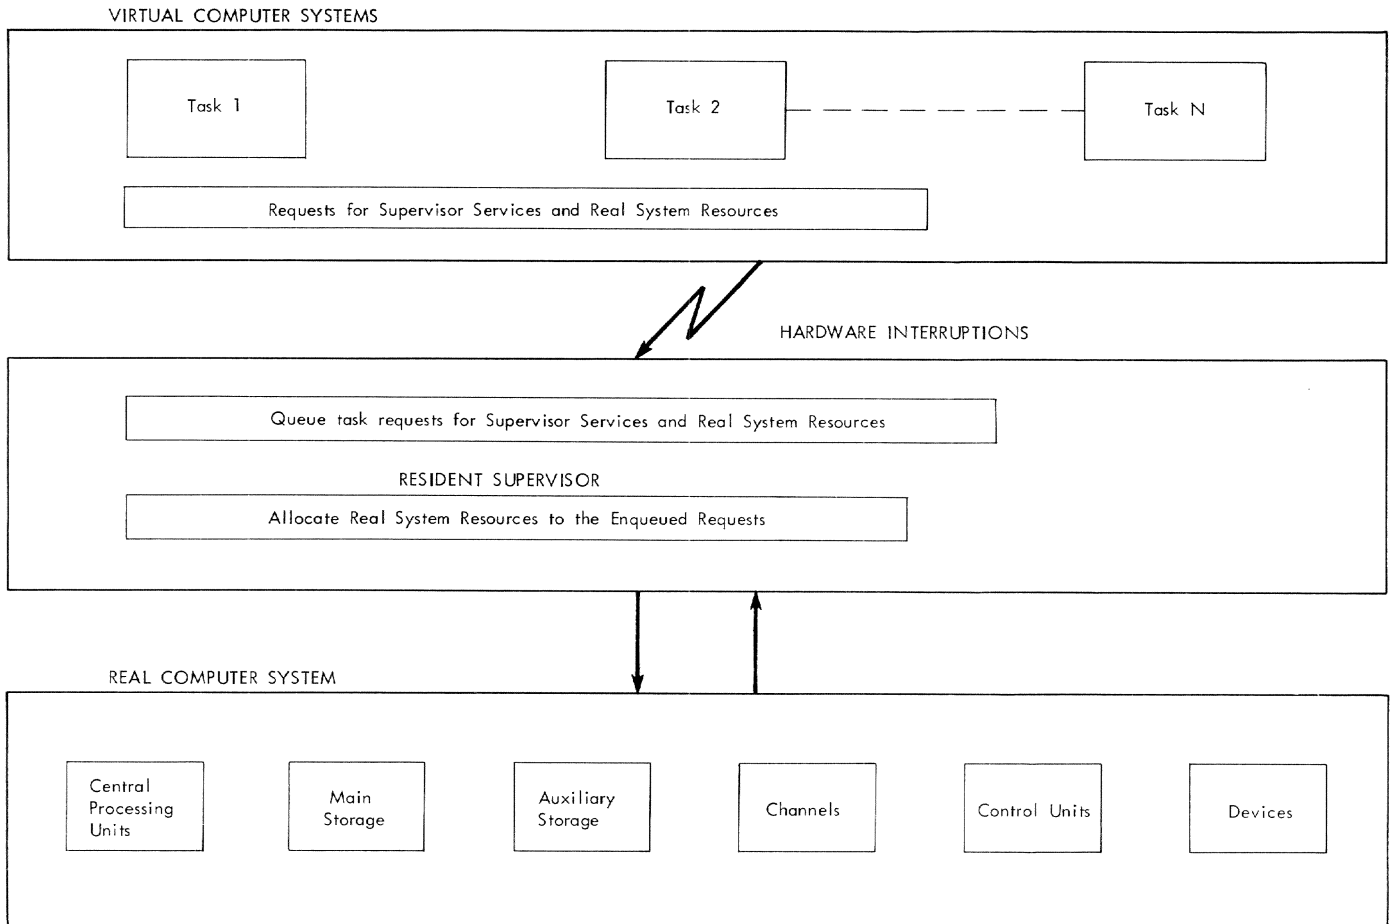 VIRTUAL COMPUTER SYSTEMS
Task 1
Task 2
Task N
Requests for Supervisor Services and Real System Resources
HARDWARE INTERRUPTIONS
Queue task requests for Supervisor Services and Real System Resources
RESIDENT SUPERVISOR
Allocate Real System Resources to the Enqueued Requests
REAL COMPUTER SYSTEM
Central
Processing
Units
Main
Storage
Auxiliary
Storage
Channels
Control Units
Devices